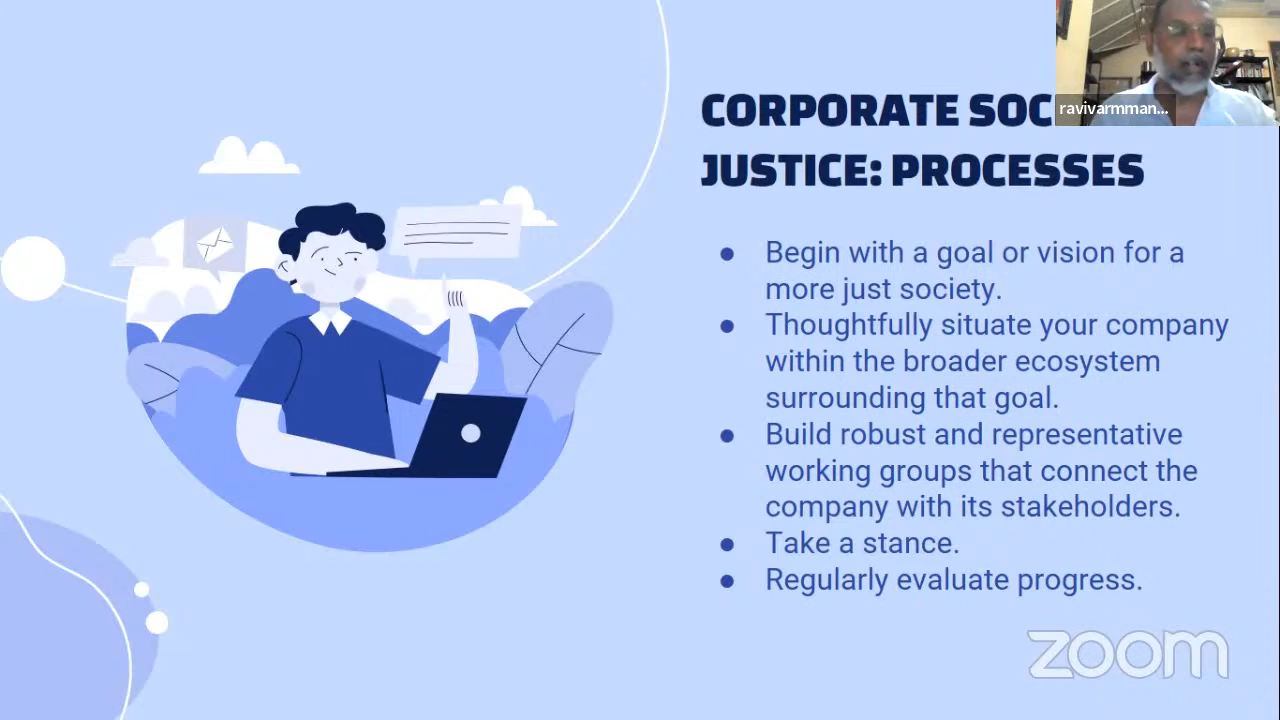 CORPORATE SOC
JUSTICE: PROCESSES
ravivarmman...
● Begin with a goal or vision for a
more just society.
● Thoughtfully situate your company
within the broader ecosystem
surrounding that goal.
● Build robust and representative
working groups that connect the
company with its stakeholders.
● Take a stance.
● Regularly evaluate progress.
zoom